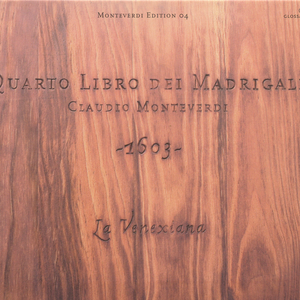 Monteverdi Edition 04
Quarto Libro dei Madrigali
Claudio Monteverdi
-1603-
La Venexiana